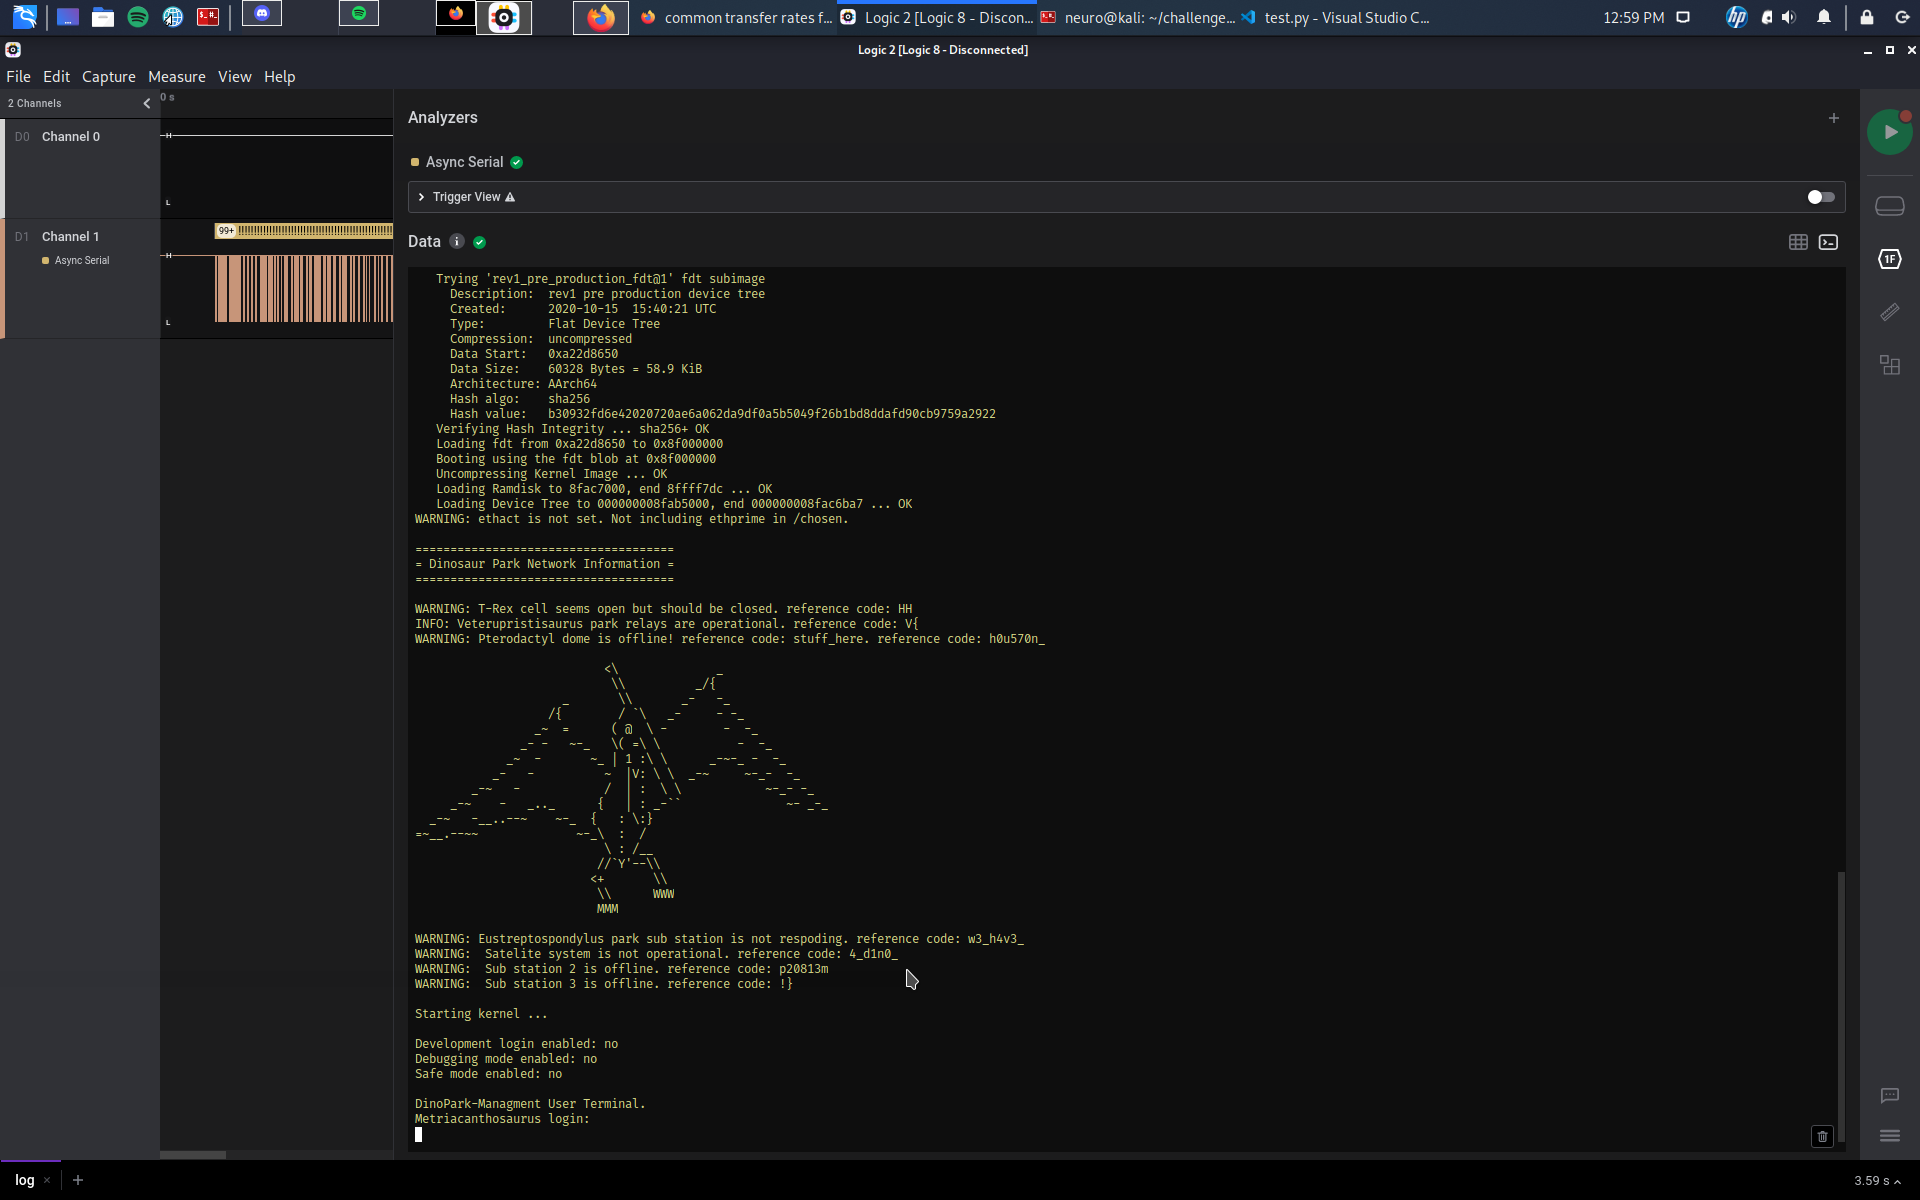 common transfer rates f...
Logic 2 [Logic 8 - Discon...
neuro@kali: ~/challenge...
test.py - Visual Studio C...
12:59 PM
Logic 2 [Logic 8 - Disconnected]
File Edit Capture Measure View Help
2 Channels
0 s
D0 Channel 0
H
L
D1 Channel 1
Async Serial
99+
H
L
Analyzers
Async Serial
Trigger View
Data
   Trying 'rev1_pre_production_fdt@1' fdt subimage
     Description:  rev1 pre production device tree
     Created:      2020-10-15  15:40:21 UTC
     Type:         Flat Device Tree
     Compression:  uncompressed
     Data Start:   0xa22d8650
     Data Size:    60328 Bytes = 58.9 KiB
     Architecture: AArch64
     Hash algo:    sha256
     Hash value:   b30932fd6e42020720ae6a062da9df0a5b5049f26b1bd8ddafd90cb9759a2922
   Verifying Hash Integrity ... sha256+ OK
   Loading fdt from 0xa22d8650 to 0x8f000000
   Booting using the fdt blob at 0x8f000000
   Uncompressing Kernel Image ... OK
   Loading Ramdisk to 8fac7000, end 8ffff7dc ... OK
   Loading Device Tree to 000000008fab5000, end 000000008fac6ba7 ... OK
WARNING: ethact is not set. Not including ethprime in /chosen.
=====================================
= Dinosaur Park Network Information =
=====================================
WARNING: T-Rex cell seems open but should be closed. reference code: HH
INFO: Veterupristisaurus park relays are operational. reference code: V{
WARNING: Pterodactyl dome is offline! reference code: stuff_here. reference code: h0u570n_
WARNING: Eustreptospondylus park sub station is not respoding. reference code: w3_h4v3_
WARNING:  Satelite system is not operational. reference code: 4_d1n0_
WARNING:  Sub station 2 is offline. reference code: p20813m
WARNING:  Sub station 3 is offline. reference code: !}
Starting kernel ...
Development login enabled: no
Debugging mode enabled: no
Safe mode enabled: no
DinoPark-Managment User Terminal.
Metriacanthosaurus login:
log
3.59 s